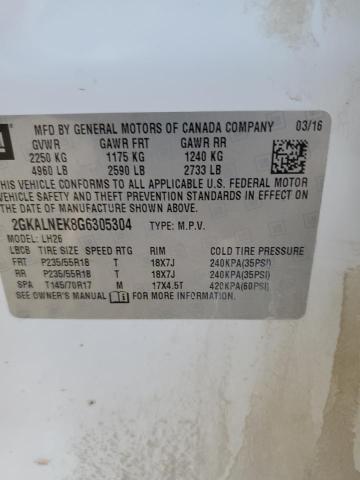 GM
MFD BY GENERAL MOTORS OF CANADA COMPANY 03/16
GVWR GAWR FRT GAWR RR
2250 KG 1175 KG 1240 KG
4960 LB 2590 LB 2733 LB
THIS VEHICLE CONFORMS TO ALL APPLICABLE U.S. FEDERAL MOTOR
VEHICLE SAFETY AND THEFT PREVENTION STANDARDS IN EFFECT ON
THE DATE OF MANUFACTURE SHOWN ABOVE.
2GKALNEK8G6305304 TYPE: M.P.V.
MODEL: LH26
LBCB TIRE SIZE SPEED RTG RIM COLD TIRE PRESSURE
FRT P235/55R18 T 18X7J 240KPA(35PSI)
RR P235/55R18 T 18X7J 240KPA(35PSI)
SPA T145/70R17 M 17X4.5T 420KPA(60PSI)
SEE OWNER'S MANUAL FOR MORE INFORMATION